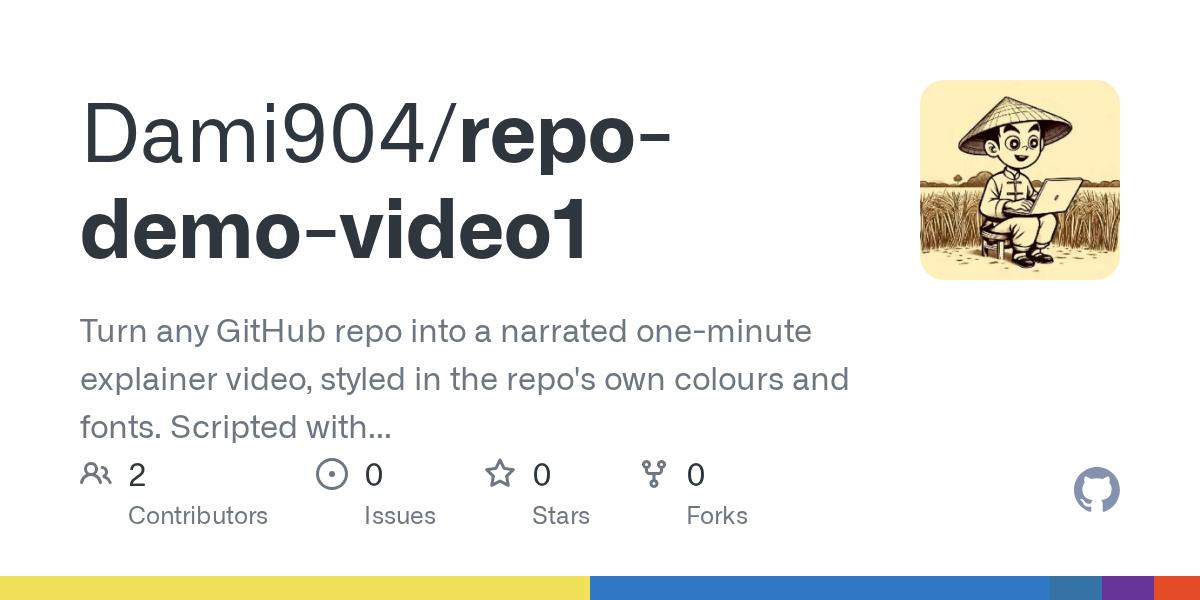 Dami904/repo-
demo-video1
Turn any GitHub repo into a narrated one-minute
explainer video, styled in the repo's own colours and
fonts. Scripted with...
2 0 0 0
Contributors Issues Stars Forks